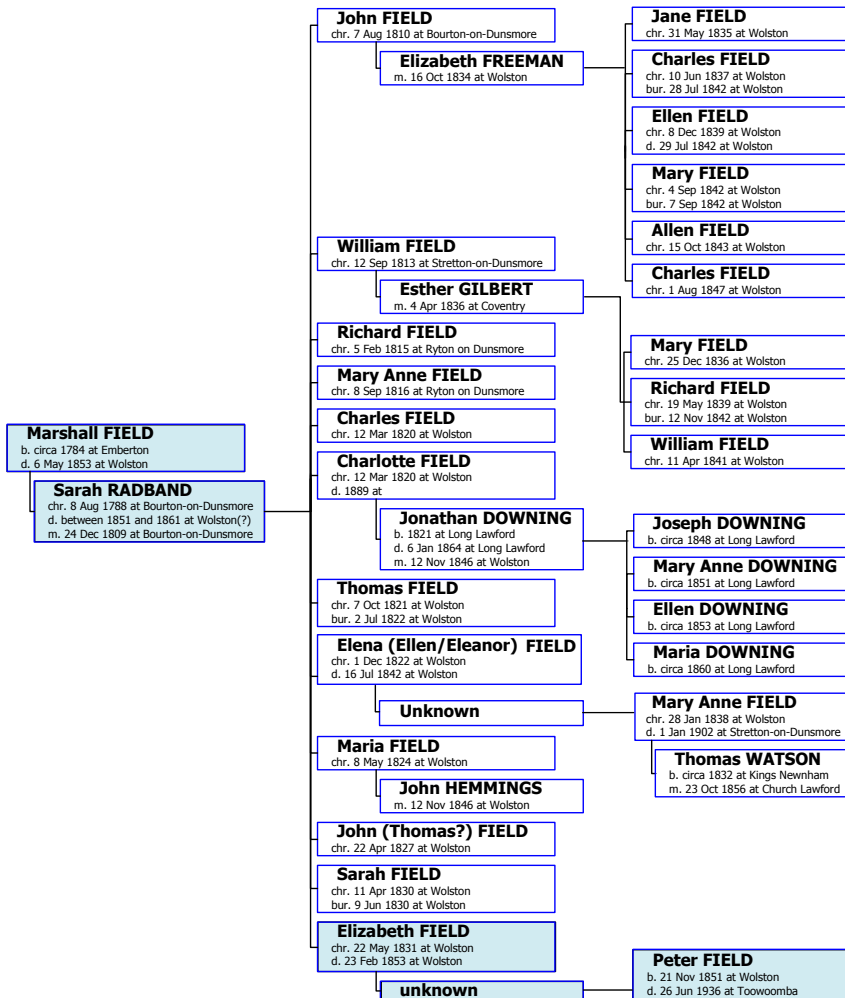 Marshall FIELD
b. circa 1784 at Emberton
d. 6 May 1853 at Wolston
Sarah RADBAND
chr. 8 Aug 1788 at Bourton-on-Dunsmore
d. between 1851 and 1861 at Wolston(?)
m. 24 Dec 1809 at Bourton-on-Dunsmore
John FIELD
chr. 7 Aug 1810 at Bourton-on-Dunsmore
Elizabeth FREEMAN
m. 16 Oct 1834 at Wolston
Jane FIELD
chr. 31 May 1835 at Wolston
Charles FIELD
chr. 10 Jun 1837 at Wolston
bur. 28 Jul 1842 at Wolston
Ellen FIELD
chr. 8 Dec 1839 at Wolston
d. 29 Jul 1842 at Wolston
Mary FIELD
chr. 4 Sep 1842 at Wolston
bur. 7 Sep 1842 at Wolston
Allen FIELD
chr. 15 Oct 1843 at Wolston
Charles FIELD
chr. 1 Aug 1847 at Wolston
William FIELD
chr. 12 Sep 1813 at Stretton-on-Dunsmore
Esther GILBERT
m. 4 Apr 1836 at Coventry
Mary FIELD
chr. 25 Dec 1836 at Wolston
Richard FIELD
chr. 19 May 1839 at Wolston
bur. 12 Nov 1842 at Wolston
William FIELD
chr. 11 Apr 1841 at Wolston
Richard FIELD
chr. 5 Feb 1815 at Ryton on Dunsmore
Mary Anne FIELD
chr. 8 Sep 1816 at Ryton on Dunsmore
Charles FIELD
chr. 12 Mar 1820 at Wolston
Charlotte FIELD
chr. 12 Mar 1820 at Wolston
d. 1889 at
Jonathan DOWNING
b. 1821 at Long Lawford
d. 6 Jan 1864 at Long Lawford
m. 12 Nov 1846 at Wolston
Joseph DOWNING
b. circa 1848 at Long Lawford
Mary Anne DOWNING
b. circa 1851 at Long Lawford
Ellen DOWNING
b. circa 1853 at Long Lawford
Maria DOWNING
b. circa 1860 at Long Lawford
Thomas FIELD
chr. 7 Oct 1821 at Wolston
bur. 2 Jul 1822 at Wolston
Elena (Ellen/Eleanor) FIELD
chr. 1 Dec 1822 at Wolston
d. 16 Jul 1842 at Wolston
Unknown
Mary Anne FIELD
chr. 28 Jan 1838 at Wolston
d. 1 Jan 1902 at Stretton-on-Dunsmore
Thomas WATSON
b. circa 1832 at Kings Newnham
m. 23 Oct 1856 at Church Lawford
Maria FIELD
chr. 8 May 1824 at Wolston
John HEMMINGS
m. 12 Nov 1846 at Wolston
John (Thomas?) FIELD
chr. 22 Apr 1827 at Wolston
Sarah FIELD
chr. 11 Apr 1830 at Wolston
bur. 9 Jun 1830 at Wolston
Elizabeth FIELD
chr. 22 May 1831 at Wolston
d. 23 Feb 1853 at Wolston
unknown
Peter FIELD
b. 21 Nov 1851 at Wolston
d. 26 Jun 1936 at Toowoomba